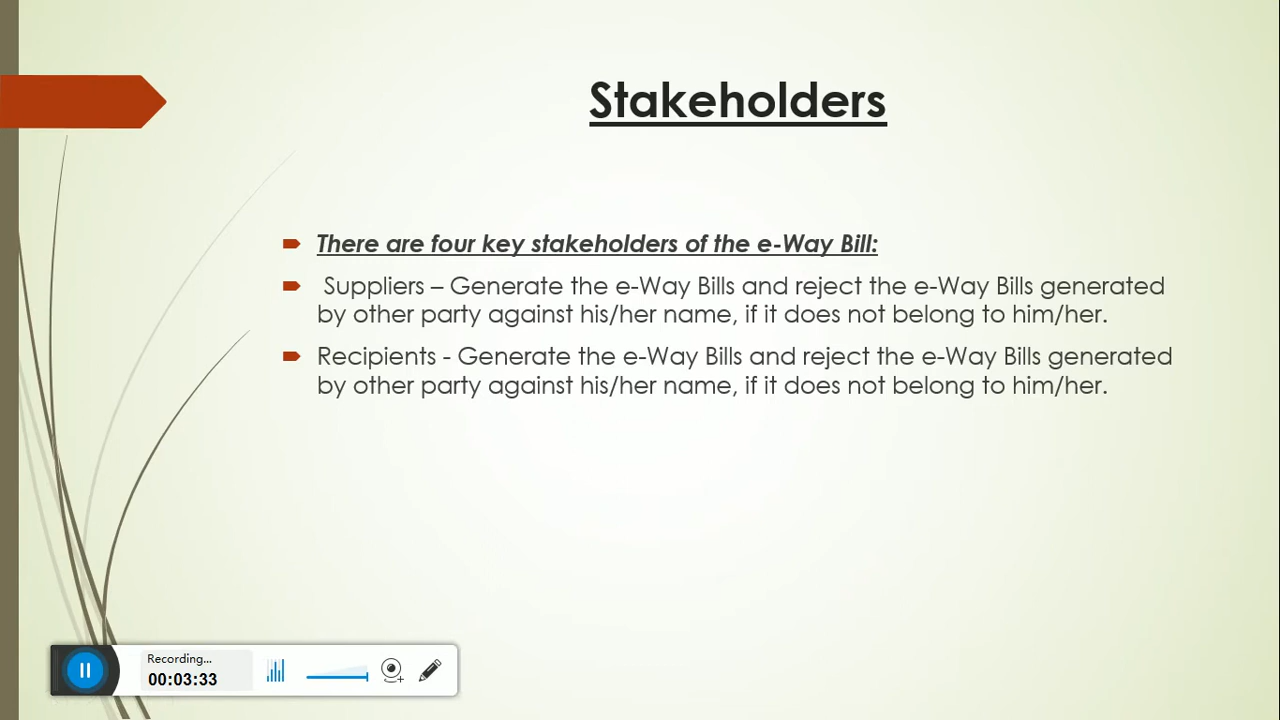 Stakeholders
There are four key stakeholders of the e-Way Bill:
Suppliers – Generate the e-Way Bills and reject the e-Way Bills generated
by other party against his/her name, if it does not belong to him/her.
Recipients - Generate the e-Way Bills and reject the e-Way Bills generated
by other party against his/her name, if it does not belong to him/her.
Recording...
00:03:33